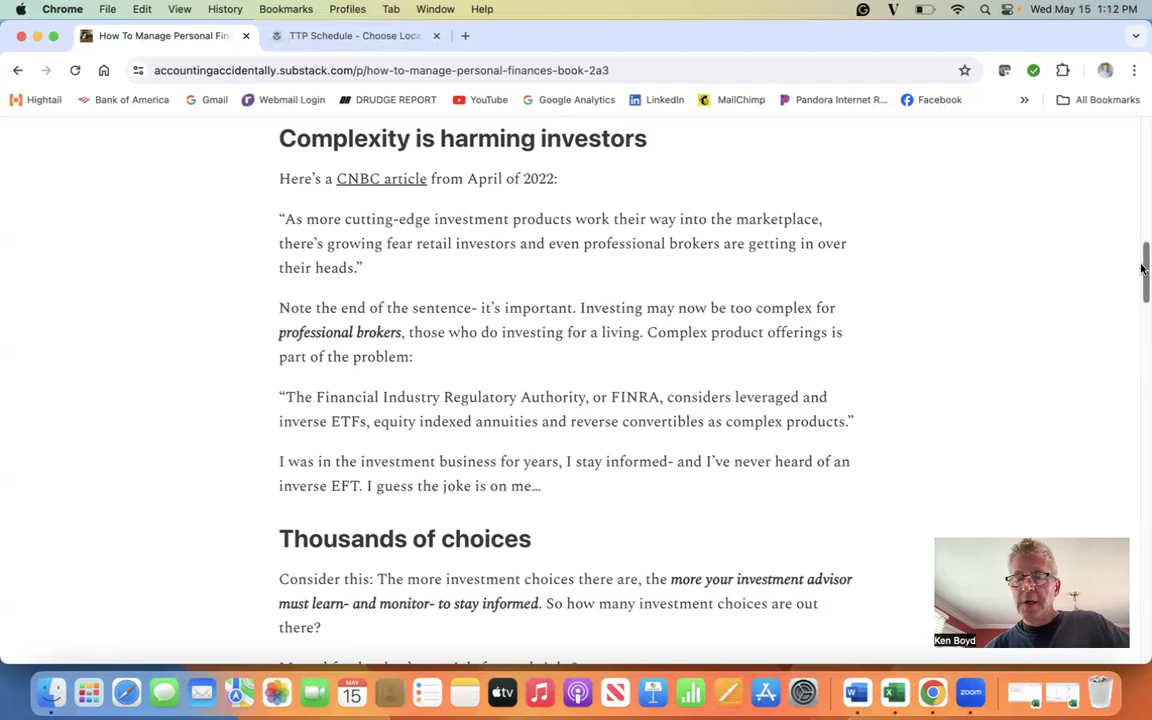 Chrome File Edit View History Bookmarks Profiles Tab Window Help Wed May 15 1:12 PM
How To Manage Personal Fin
TTP Schedule - Choose Loca
accountingaccidentally.substack.com/p/how-to-manage-personal-finances-book-2a3
Hightail Bank of America Gmail Webmail Login DRUDGE REPORT YouTube Google Analytics LinkedIn MailChimp Pandora Internet R... Facebook » All Bookmarks
Complexity is harming investors
Here’s a CNBC article from April of 2022:
“As more cutting-edge investment products work their way into the marketplace,
there’s growing fear retail investors and even professional brokers are getting in over
their heads.”
Note the end of the sentence- it’s important. Investing may now be too complex for
professional brokers, those who do investing for a living. Complex product offerings is
part of the problem:
“The Financial Industry Regulatory Authority, or FINRA, considers leveraged and
inverse ETFs, equity indexed annuities and reverse convertibles as complex products.”
I was in the investment business for years, I stay informed- and I’ve never heard of an
inverse EFT. I guess the joke is on me…
Thousands of choices
Consider this: The more investment choices there are, the more your investment advisor
must learn- and monitor- to stay informed. So how many investment choices are out
there?
Ken Boyd
MAY
15
tv
zoom